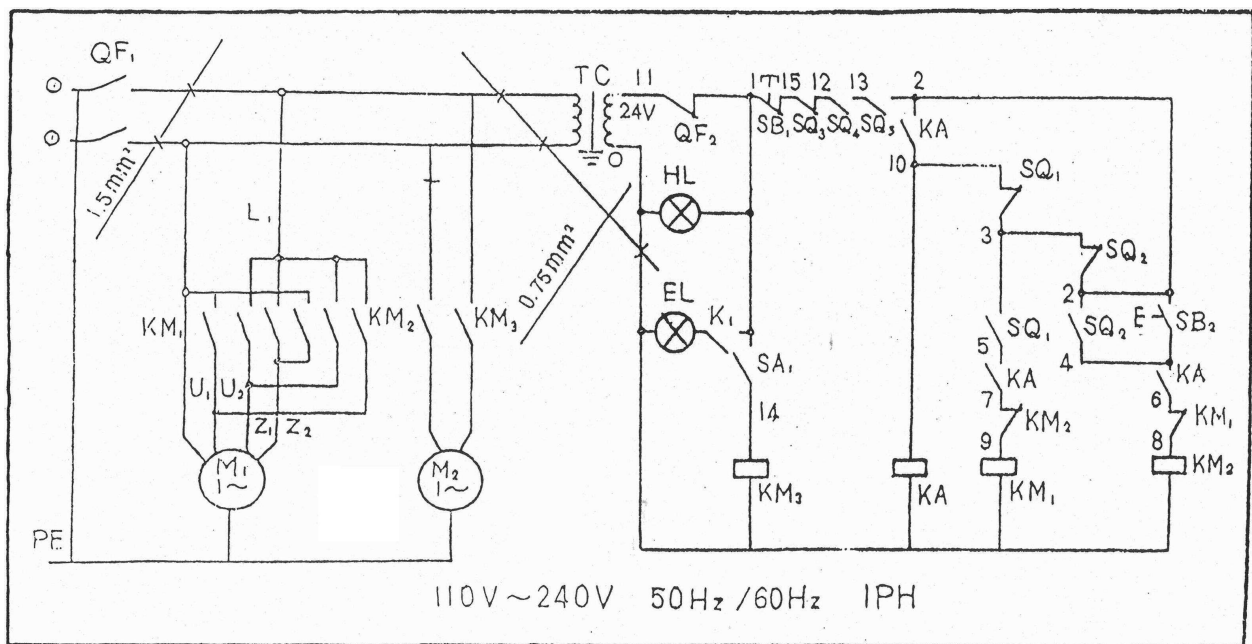 QF₁
1.5mm²
TC
11
24V
0
QF₂
1
15
12
13
2
SB₁
SQ₃
SQ₄
SQ₅
KA
10
SQ₁
3
SQ₂
2
HL
0.75mm²
EL
K₁
SA₁
14
KM₃
KA
L₁
KM₁
KM₂
KM₃
U₁
U₂
Z₁
Z₂
M₁
1~
M₂
1~
PE
SQ₁
5
KA
7
KM₂
9
KM₁
SQ₂
4
E
SB₂
KA
6
KM₁
8
KM₂
110V~240V 50Hz/60Hz 1PH